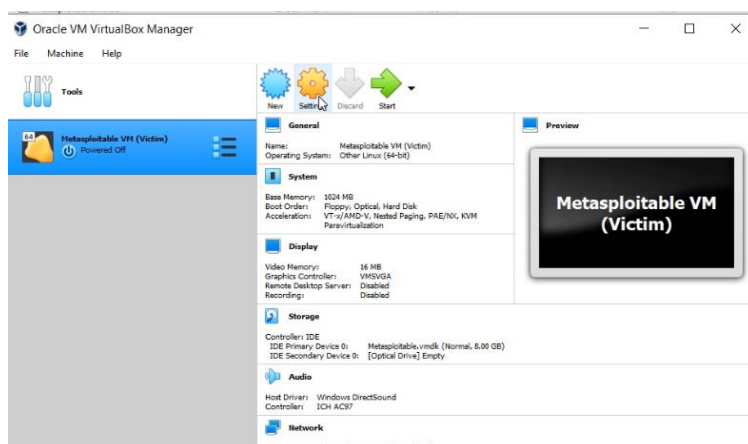 Oracle VM VirtualBox Manager
File Machine Help
Tools
New Settings Discard Start
64
Metasploitable VM (Victim)
Powered Off
General
Name: Metasploitable VM (Victim)
Operating System: Other Linux (64-bit)
System
Base Memory: 1024 MB
Boot Order: Floppy, Optical, Hard Disk
Acceleration: VT-x/AMD-V, Nested Paging, PAE/NX, KVM
Paravirtualization
Display
Video Memory: 16 MB
Graphics Controller: VMSVGA
Remote Desktop Server: Disabled
Recording: Disabled
Storage
Controller: IDE
IDE Primary Device 0: Metasploitable.vmdk (Normal, 8.00 GB)
IDE Secondary Device 0: [Optical Drive] Empty
Audio
Host Driver: Windows DirectSound
Controller: ICH AC97
Network
Preview
Metasploitable VM
(Victim)